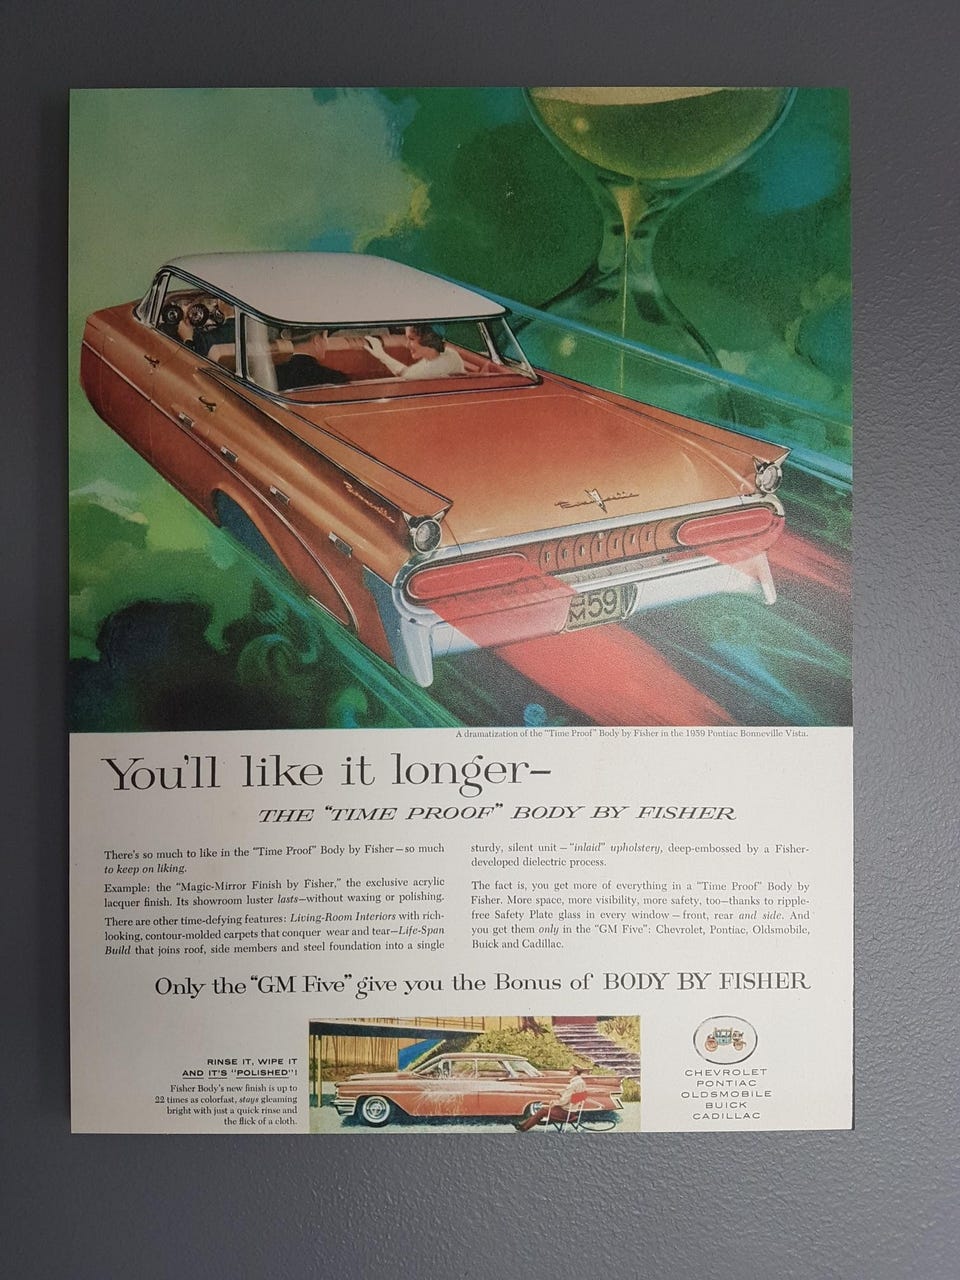 Bonneville
Pontiac
GM 59
A dramatization of the "Time Proof" Body by Fisher in the 1959 Pontiac Bonneville Vista.
You'll like it longer—
THE "TIME PROOF" BODY BY FISHER
There's so much to like in the "Time Proof" Body by Fisher—so much
to keep on liking.
Example: the "Magic-Mirror Finish by Fisher," the exclusive acrylic
lacquer finish. Its showroom luster lasts—without waxing or polishing.
There are other time-defying features: Living-Room Interiors with rich-
looking, contour-molded carpets that conquer wear and tear—Life-Span
Build that joins roof, side members and steel foundation into a single
sturdy, silent unit—"inlaid" upholstery, deep-embossed by a Fisher-
developed dielectric process.
The fact is, you get more of everything in a "Time Proof" Body by
Fisher. More space, more visibility, more safety, too—thanks to ripple-
free Safety Plate glass in every window—front, rear and side. And
you get them only in the "GM Five": Chevrolet, Pontiac, Oldsmobile,
Buick and Cadillac.
Only the "GM Five" give you the Bonus of BODY BY FISHER
RINSE IT, WIPE IT
AND IT'S "POLISHED"!
Fisher Body's new finish is up to
22 times as colorfast, stays gleaming
bright with just a quick rinse and
the flick of a cloth.
CHEVROLET
PONTIAC
OLDSMOBILE
BUICK
CADILLAC